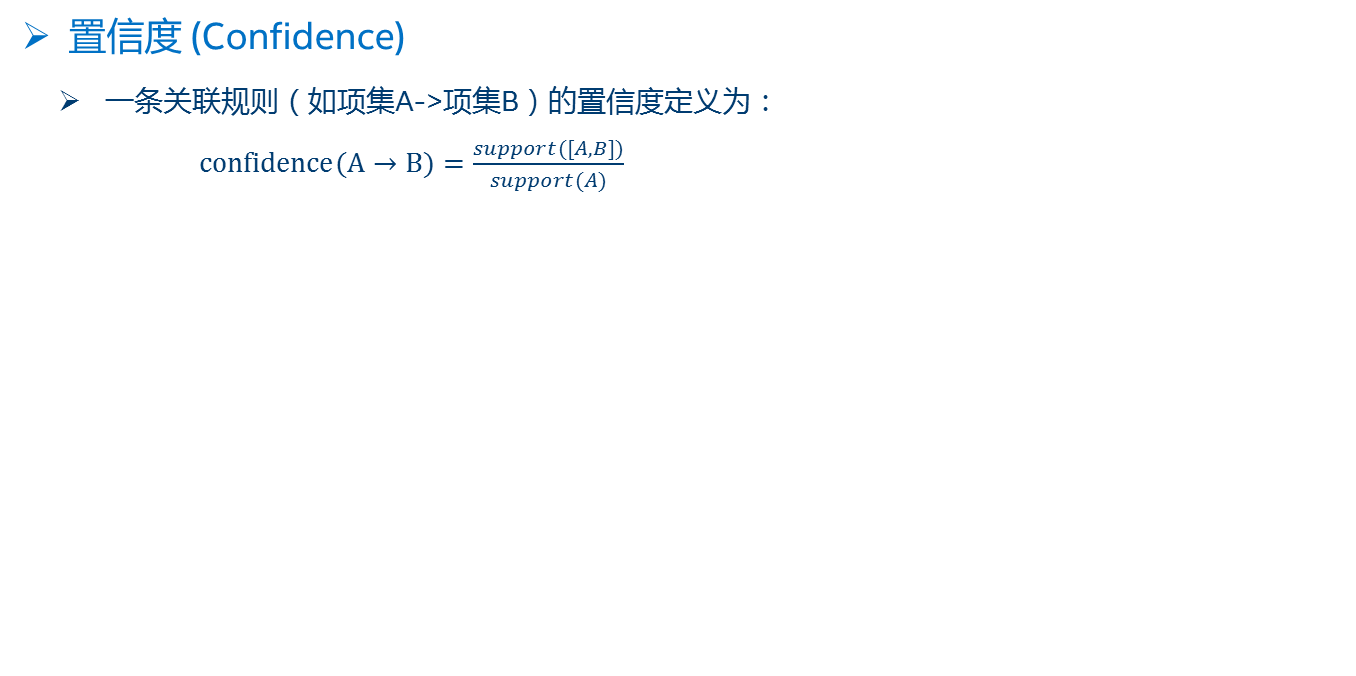 ➢ 置信度 (Confidence)
➢ 一条关联规则（如项集A->项集B）的置信度定义为：
confidence(A → B) = support([A,B]) / support(A)